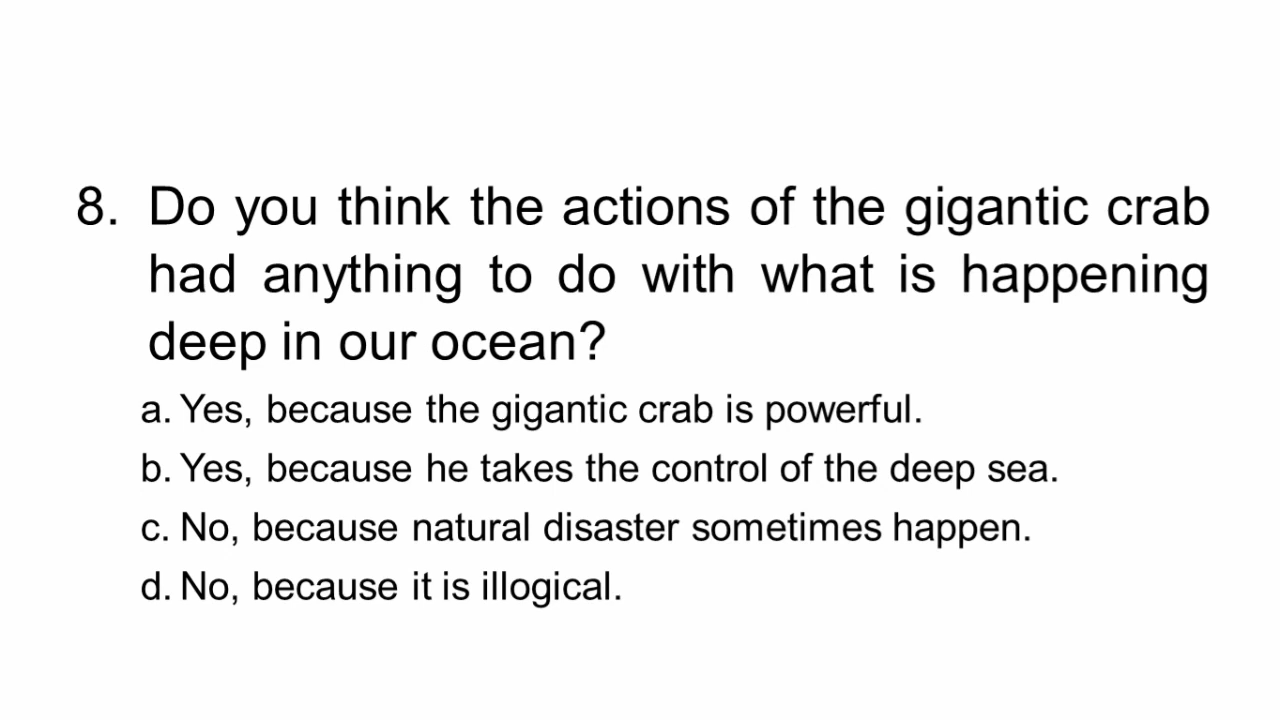 8. Do you think the actions of the gigantic crab
had anything to do with what is happening
deep in our ocean?
a. Yes, because the gigantic crab is powerful.
b. Yes, because he takes the control of the deep sea.
c. No, because natural disaster sometimes happen.
d. No, because it is illogical.